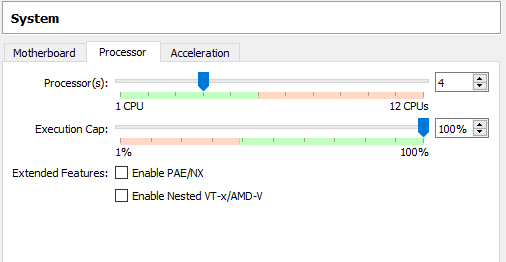 System
Motherboard Processor Acceleration
Processor(s): 4
1 CPU 12 CPUs
Execution Cap: 100%
1% 100%
Extended Features: Enable PAE/NX
Enable Nested VT-x/AMD-V